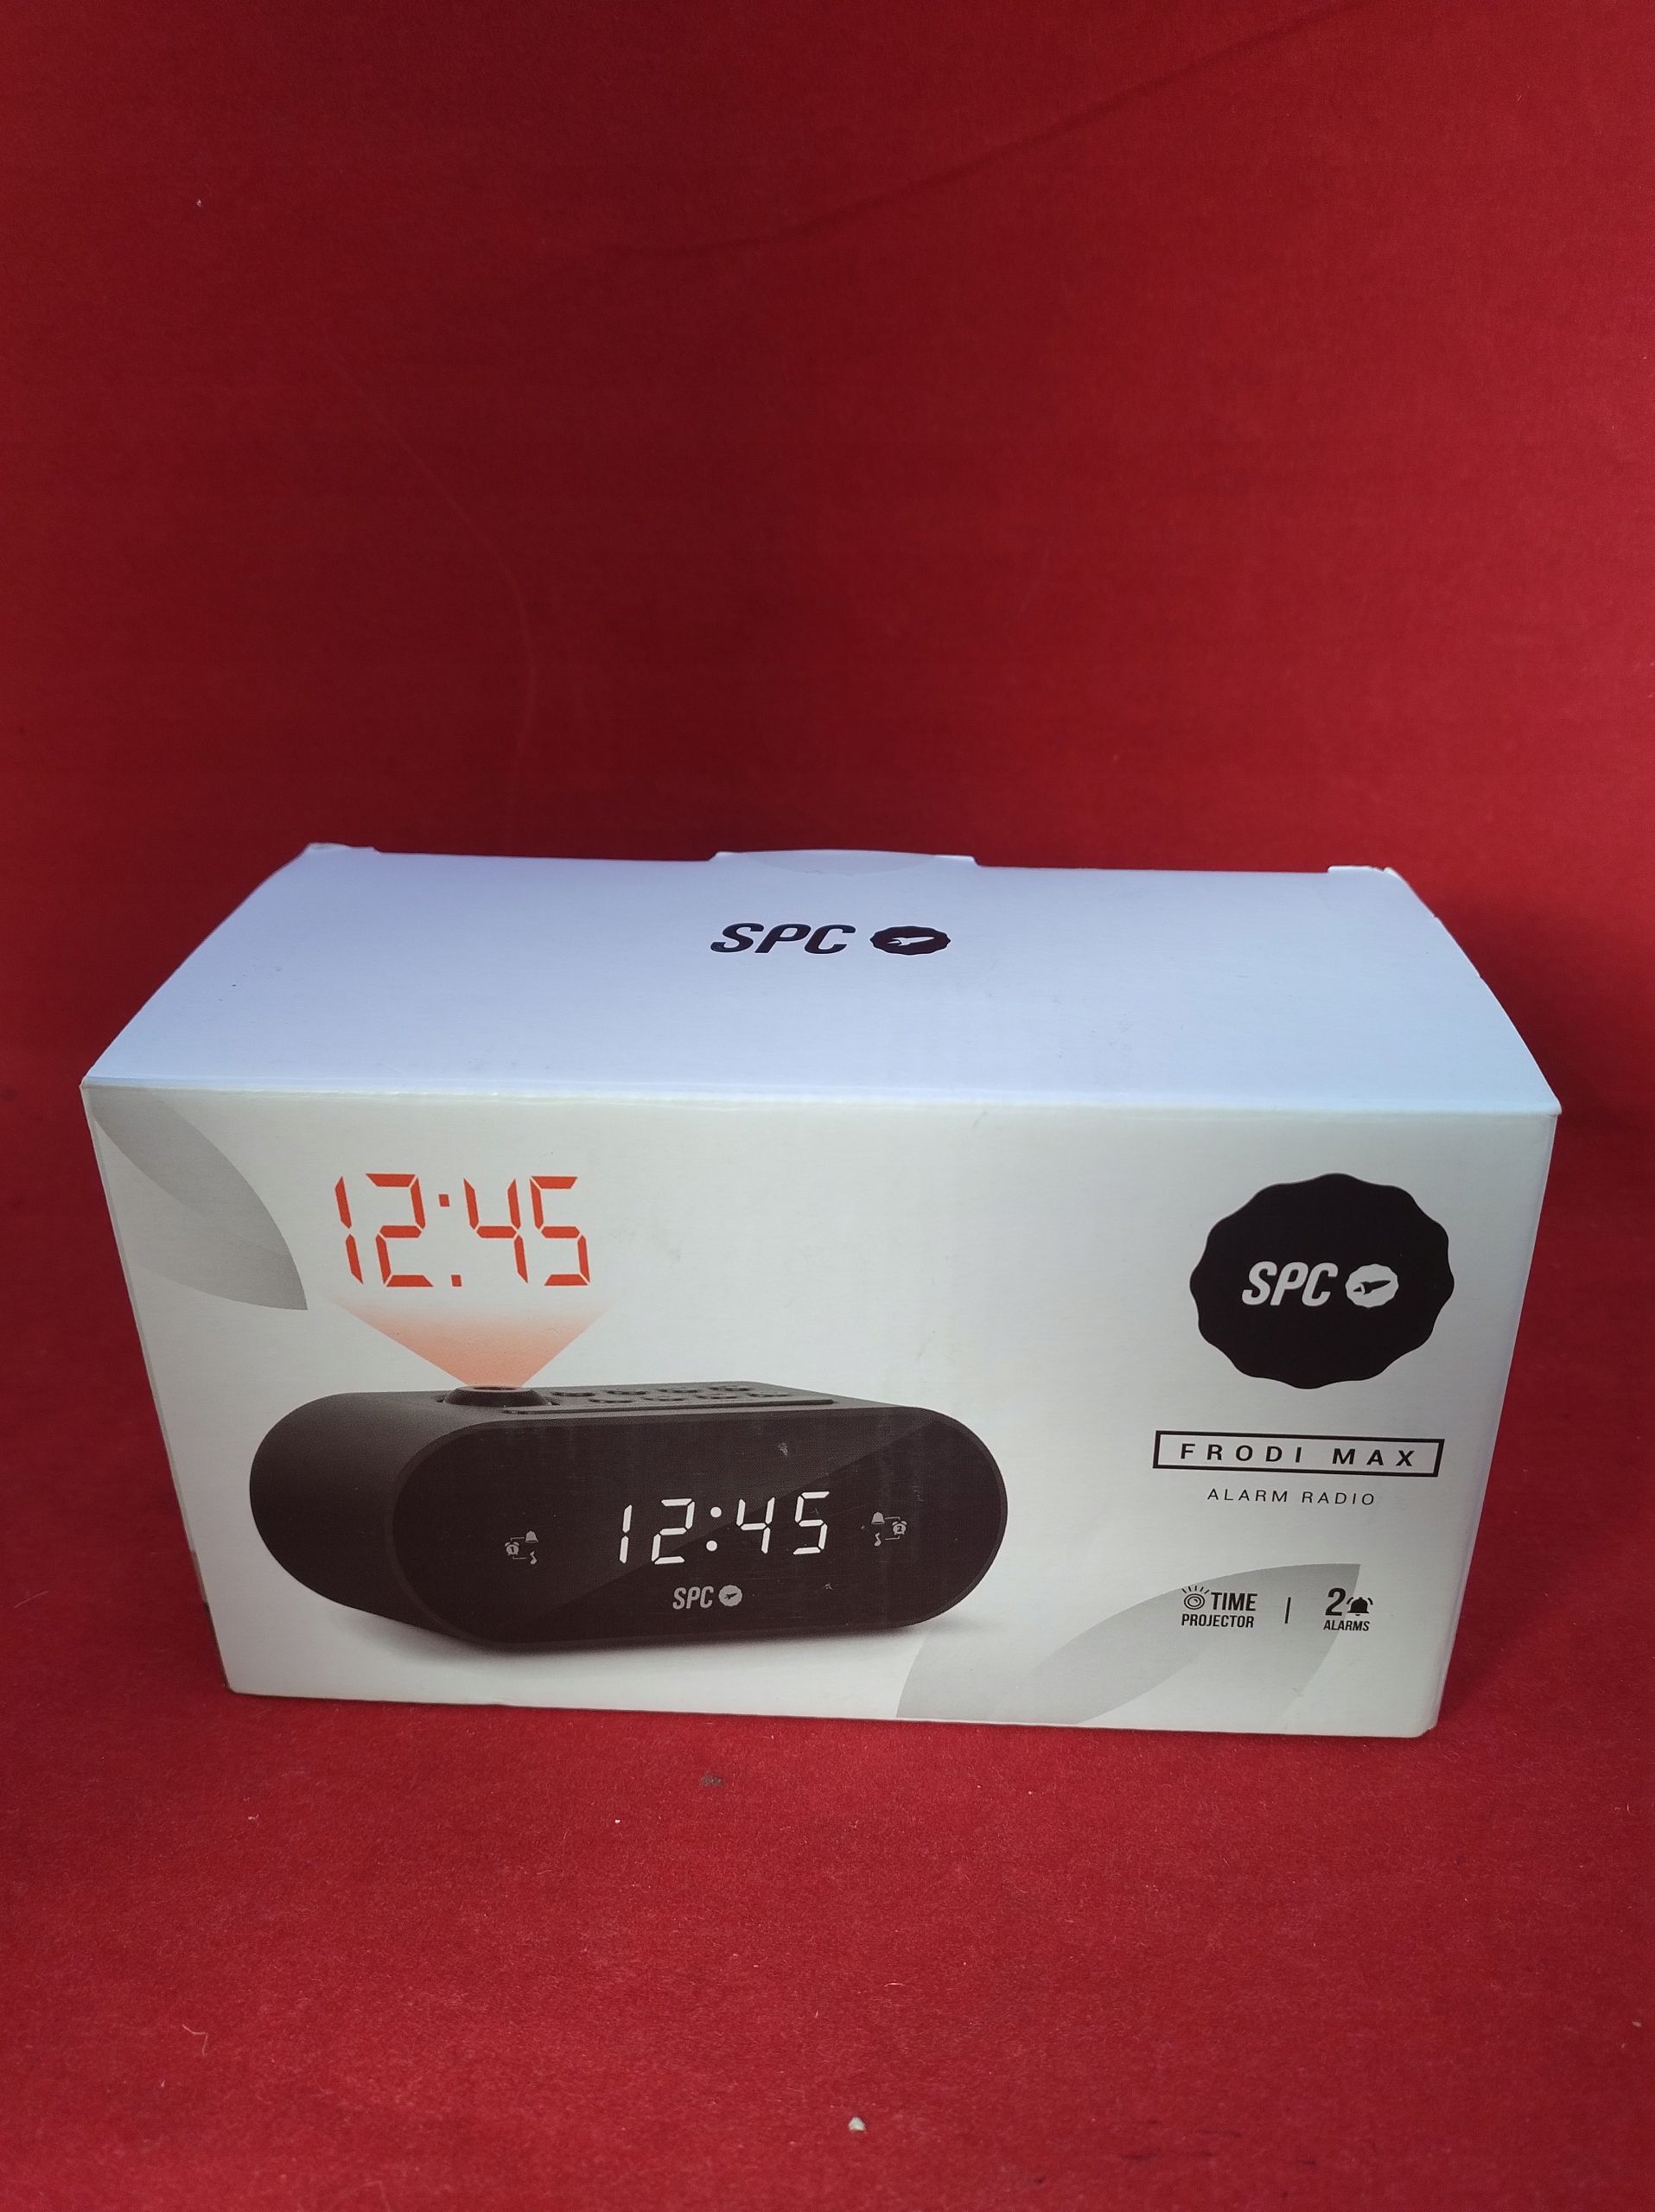 SPC
12:45
SPC
12:45
SPC
FRODI MAX
ALARM RADIO
TIME
PROJECTOR
2
ALARMS